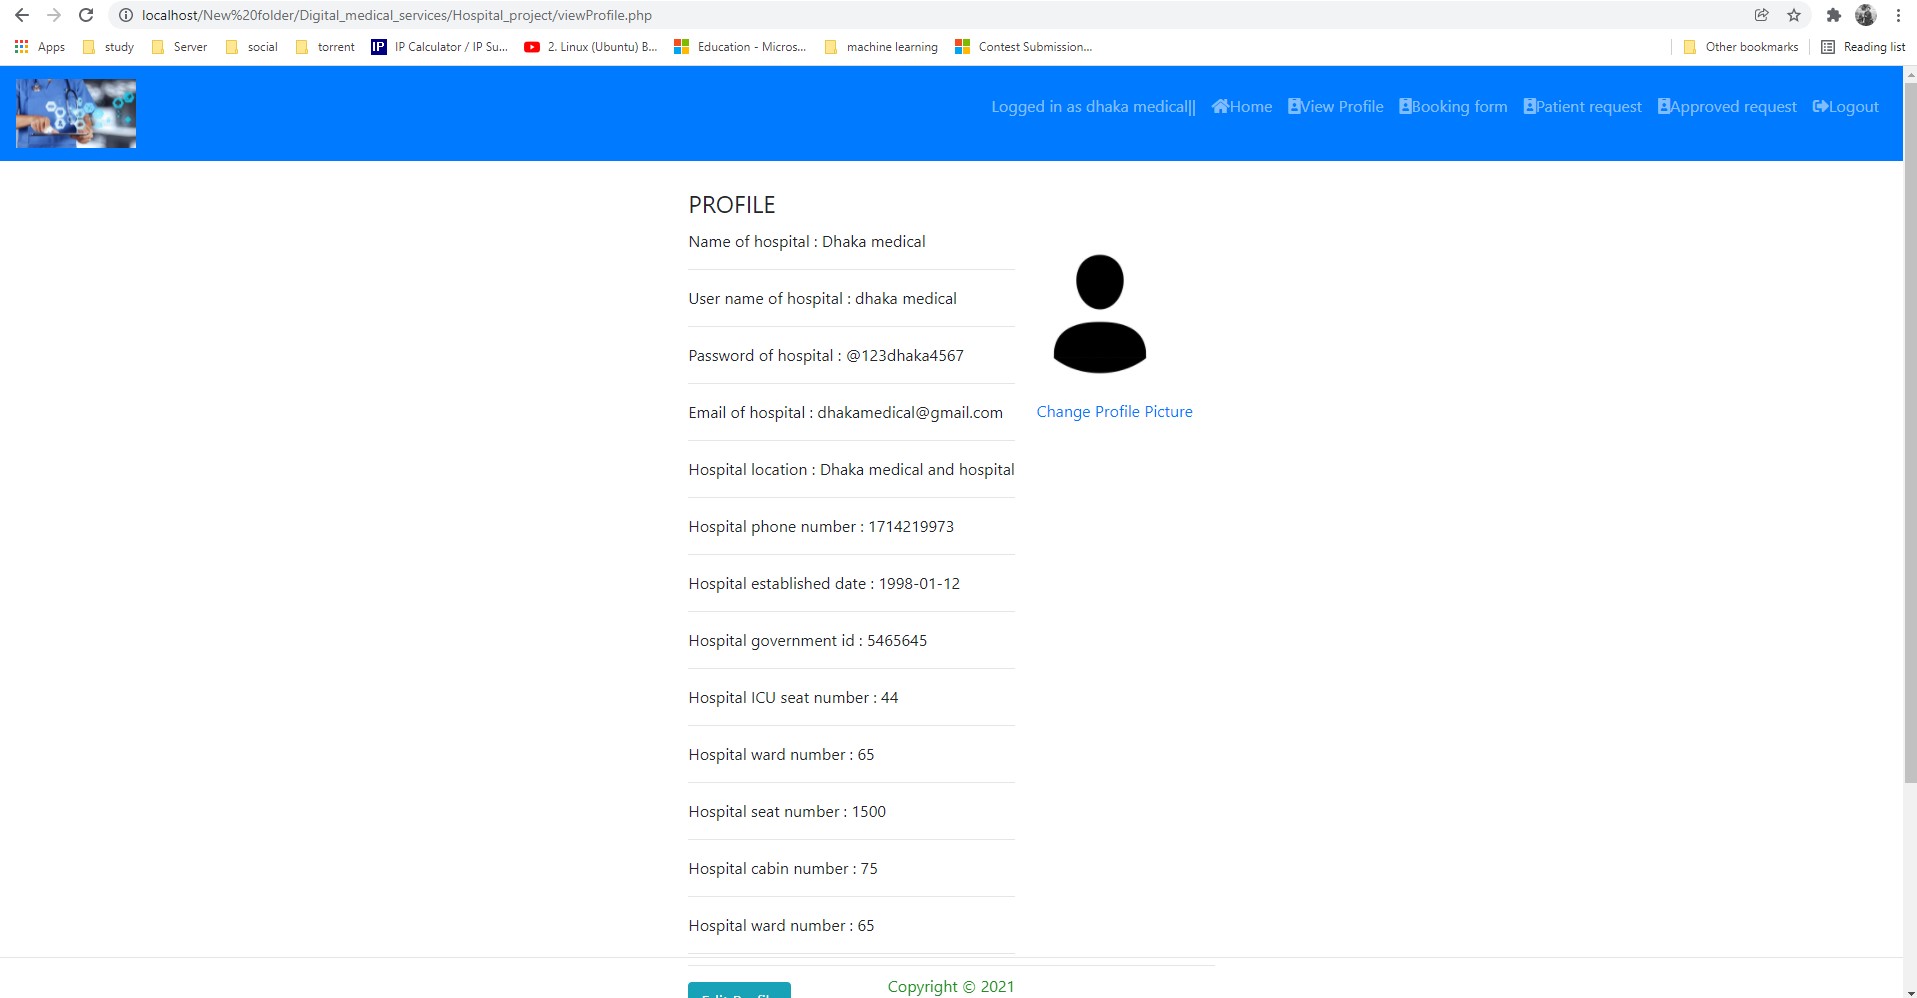 localhost/New%20folder/Digital_medical_services/Hospital_project/viewProfile.php
Apps study Server social torrent IP IP Calculator / IP Su... 2. Linux (Ubuntu) B... Education - Micros... machine learning Contest Submission... Other bookmarks Reading list
Logged in as dhaka medical|| Home View Profile Booking form Patient request Approved request Logout
PROFILE
Name of hospital : Dhaka medical
User name of hospital : dhaka medical
Password of hospital : @123dhaka4567
Email of hospital : dhakamedical@gmail.com
Change Profile Picture
Hospital location : Dhaka medical and hospital
Hospital phone number : 1714219973
Hospital established date : 1998-01-12
Hospital government id : 5465645
Hospital ICU seat number : 44
Hospital ward number : 65
Hospital seat number : 1500
Hospital cabin number : 75
Hospital ward number : 65
Copyright © 2021
Edit Profile